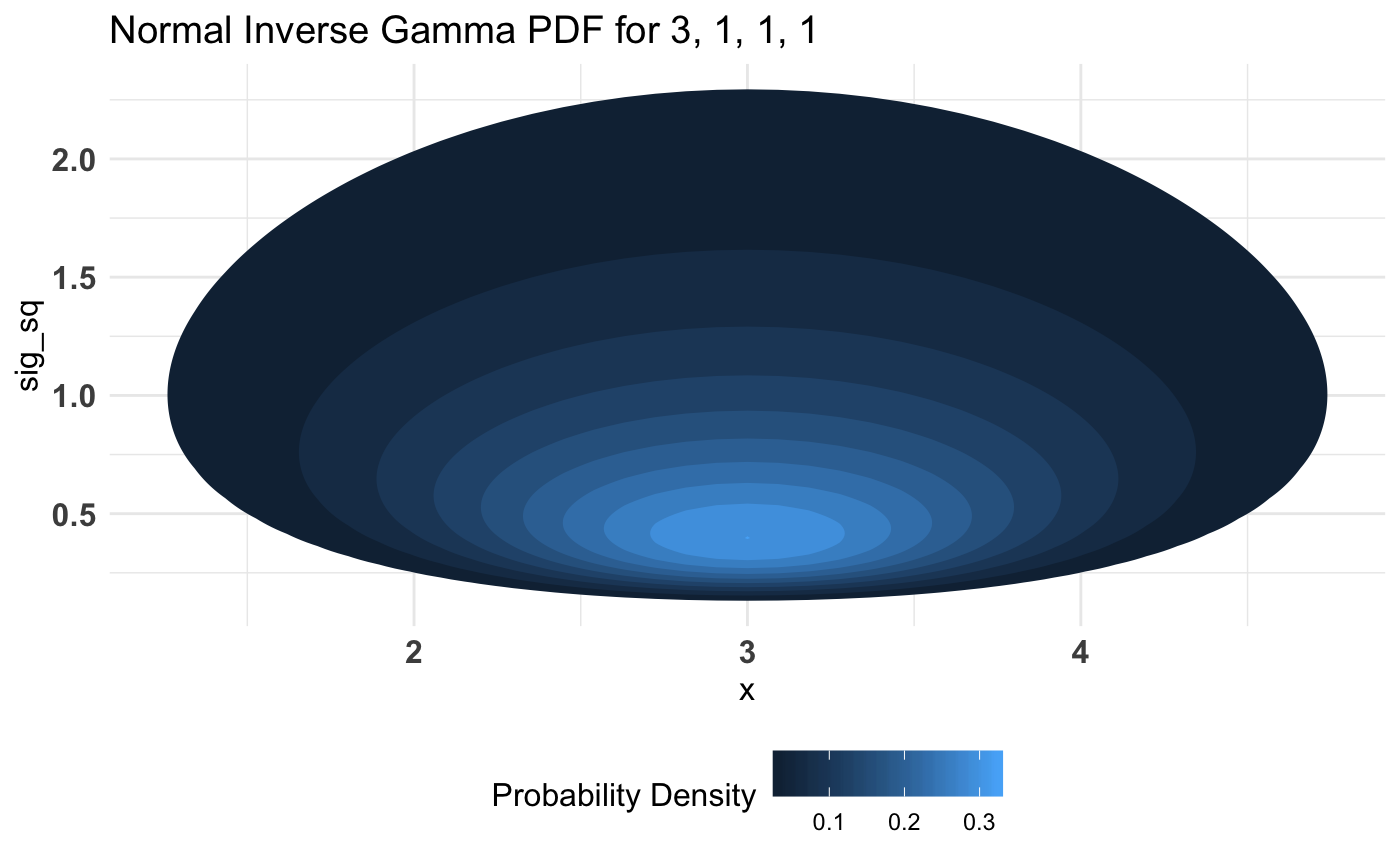 Normal Inverse Gamma PDF for 3, 1, 1, 1
2.0
1.5
1.0
0.5
sig_sq
2 3 4
x
Probability Density
0.1 0.2 0.3